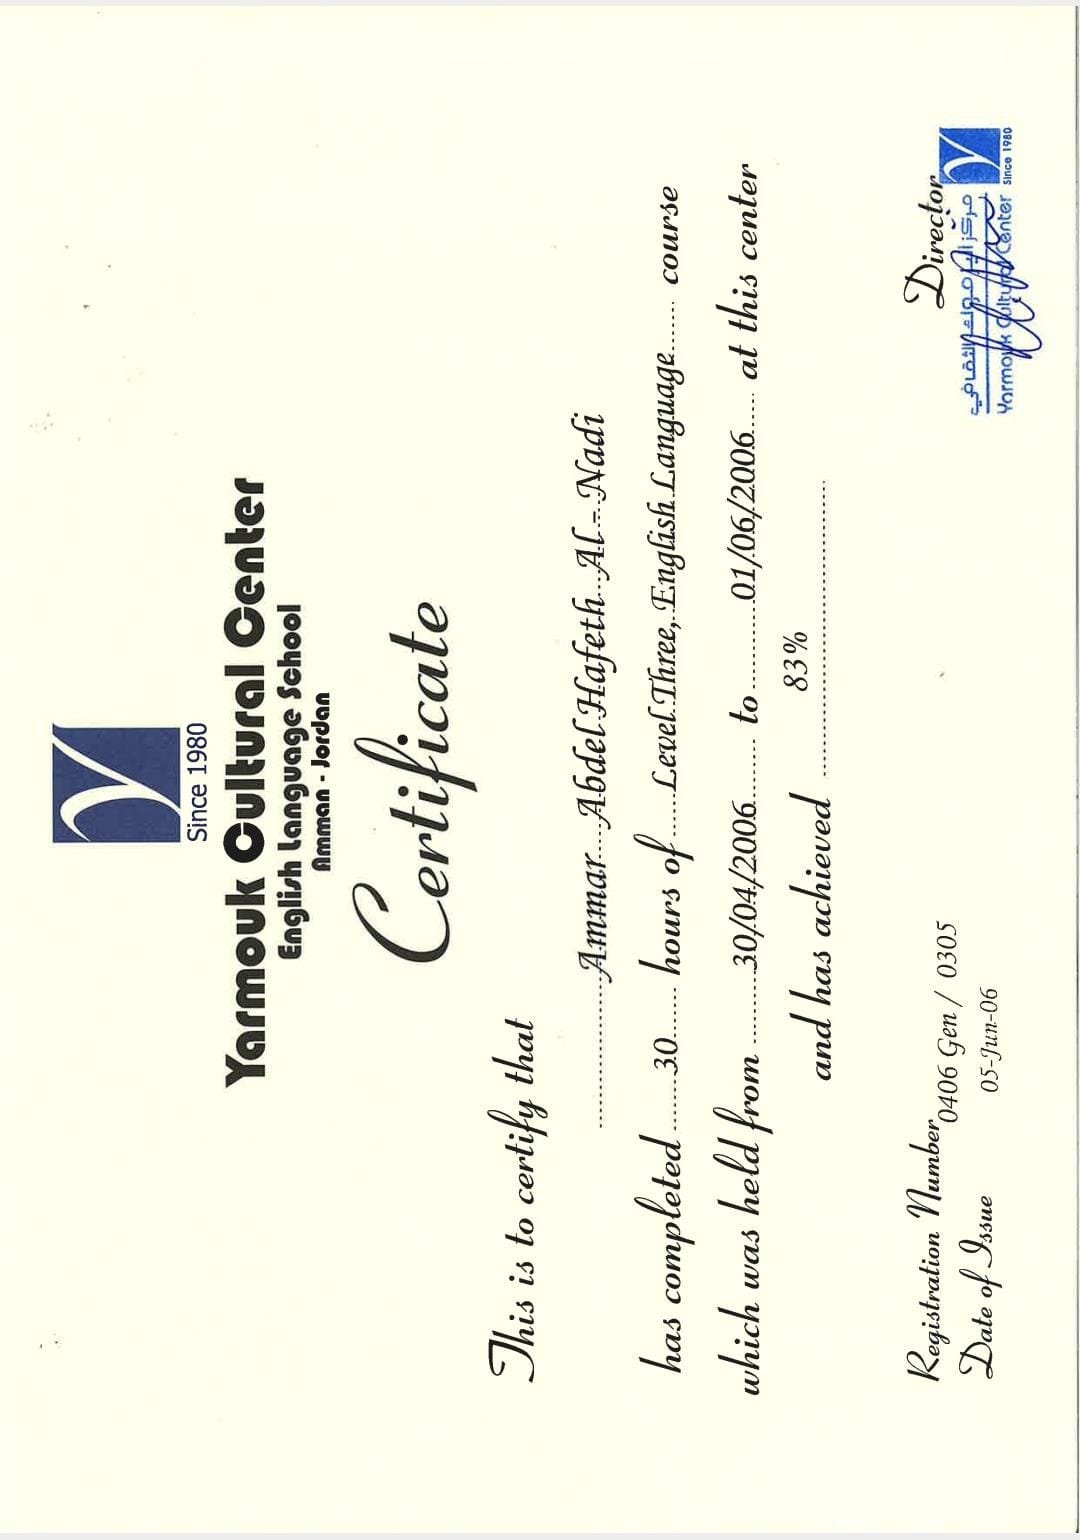 Since 1980
Yarmouk Cultural Center
English Language School
Amman - Jordan
Certificate
This is to certify that
Ammar Abdel Hafeth Al - Nadi
has completed 30 hours of Level Three, English Language course
which was held from 30/04/2006 to 01/06/2006 at this center
and has achieved 83%
Registration Number 0406 Gen / 0305
Date of Issue 05-Jun-06
Director
مركز اليرموك الثقافي
Yarmouk Cultural Center
Since 1980